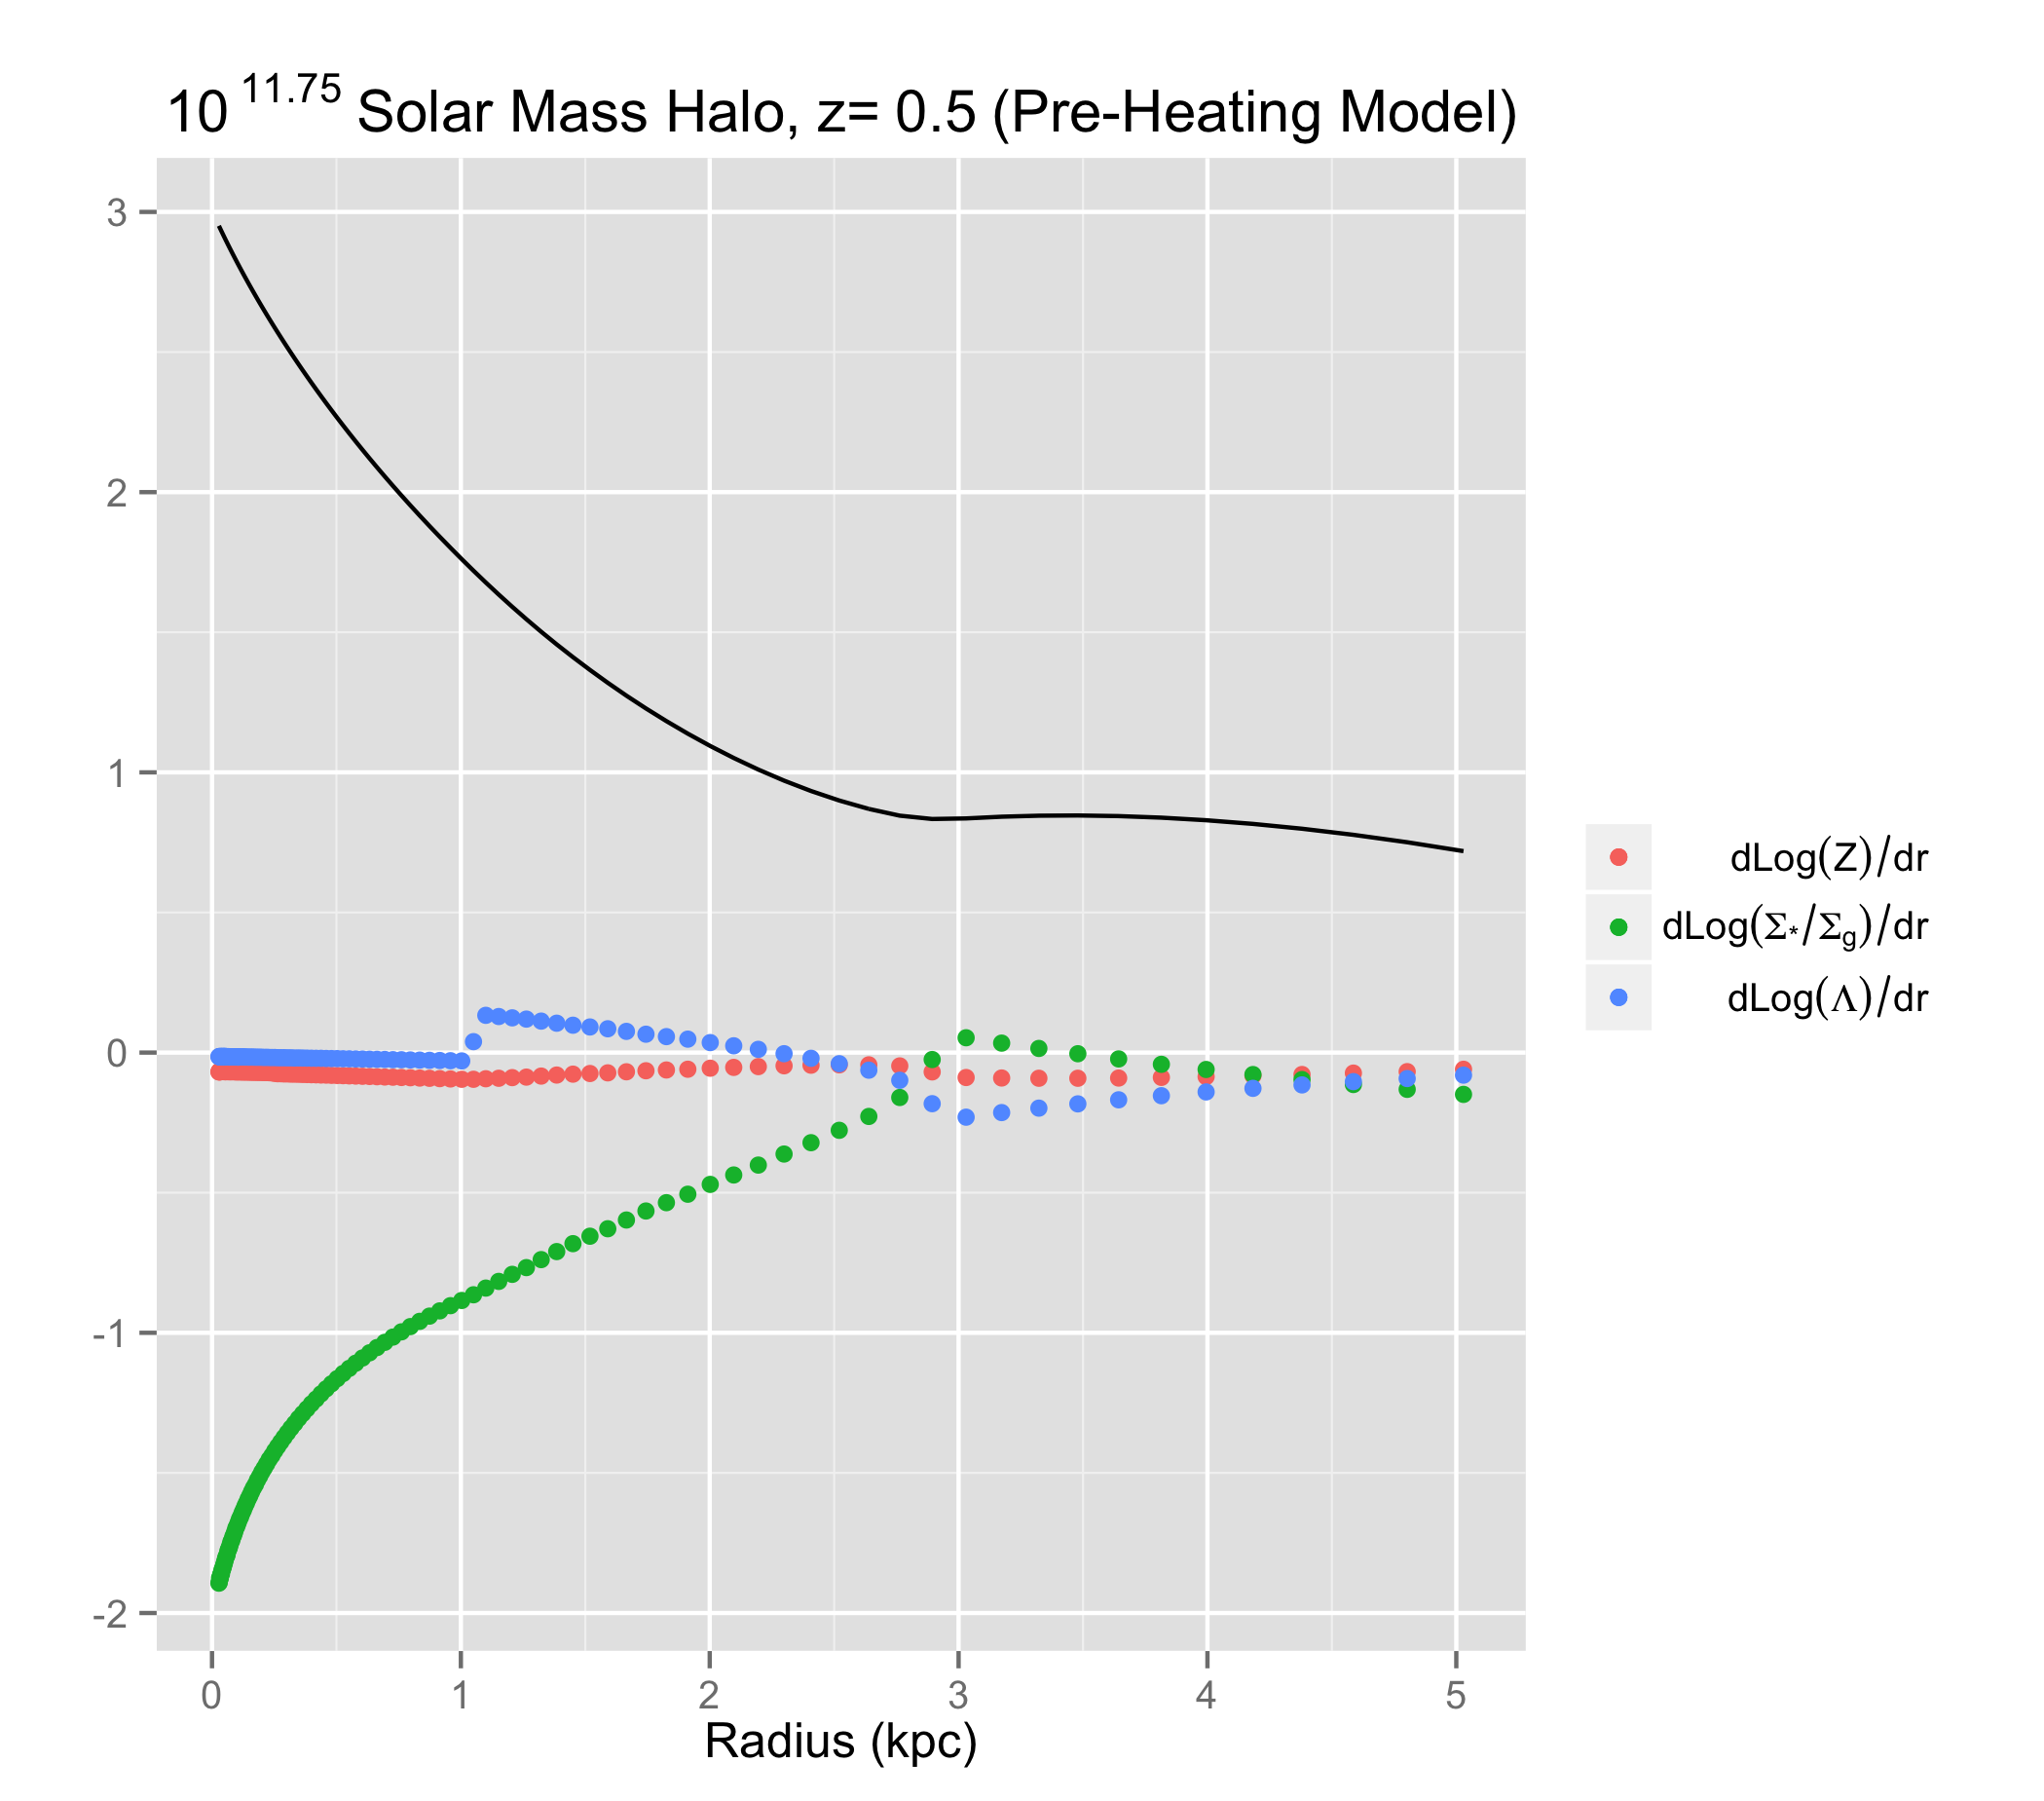 10^11.75 Solar Mass Halo, z= 0.5 (Pre-Heating Model)
3
2
1
0
-1
-2
0 1 2 3 4 5
Radius (kpc)
dLog(Z)/dr
dLog(Σ*/Σg)/dr
dLog(Λ)/dr